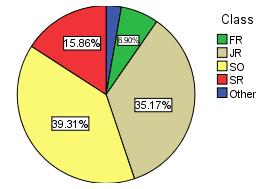 Class
FR
JR
SO
SR
Other
6.90%
35.17%
39.31%
15.86%